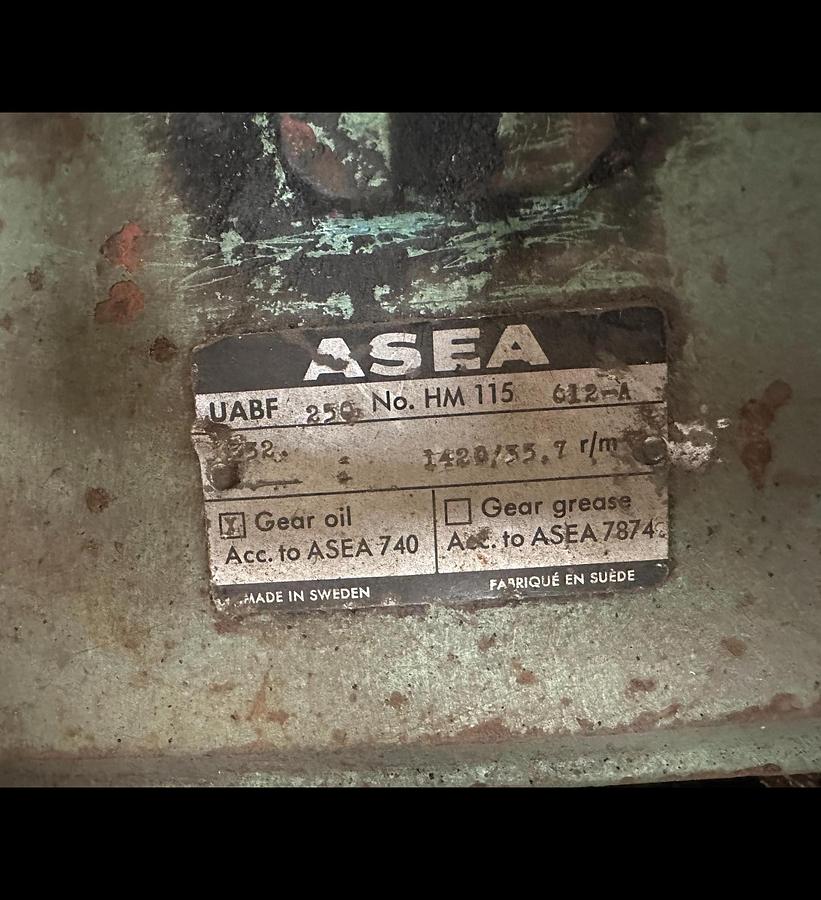 ASEA
UABF 250 No. HM 115 612-A
1420/35.7 r/m
X Gear oil
Gear grease
Acc. to ASEA 740
Acc. to ASEA 7874
MADE IN SWEDEN
FABRIQUÉ EN SUÈDE